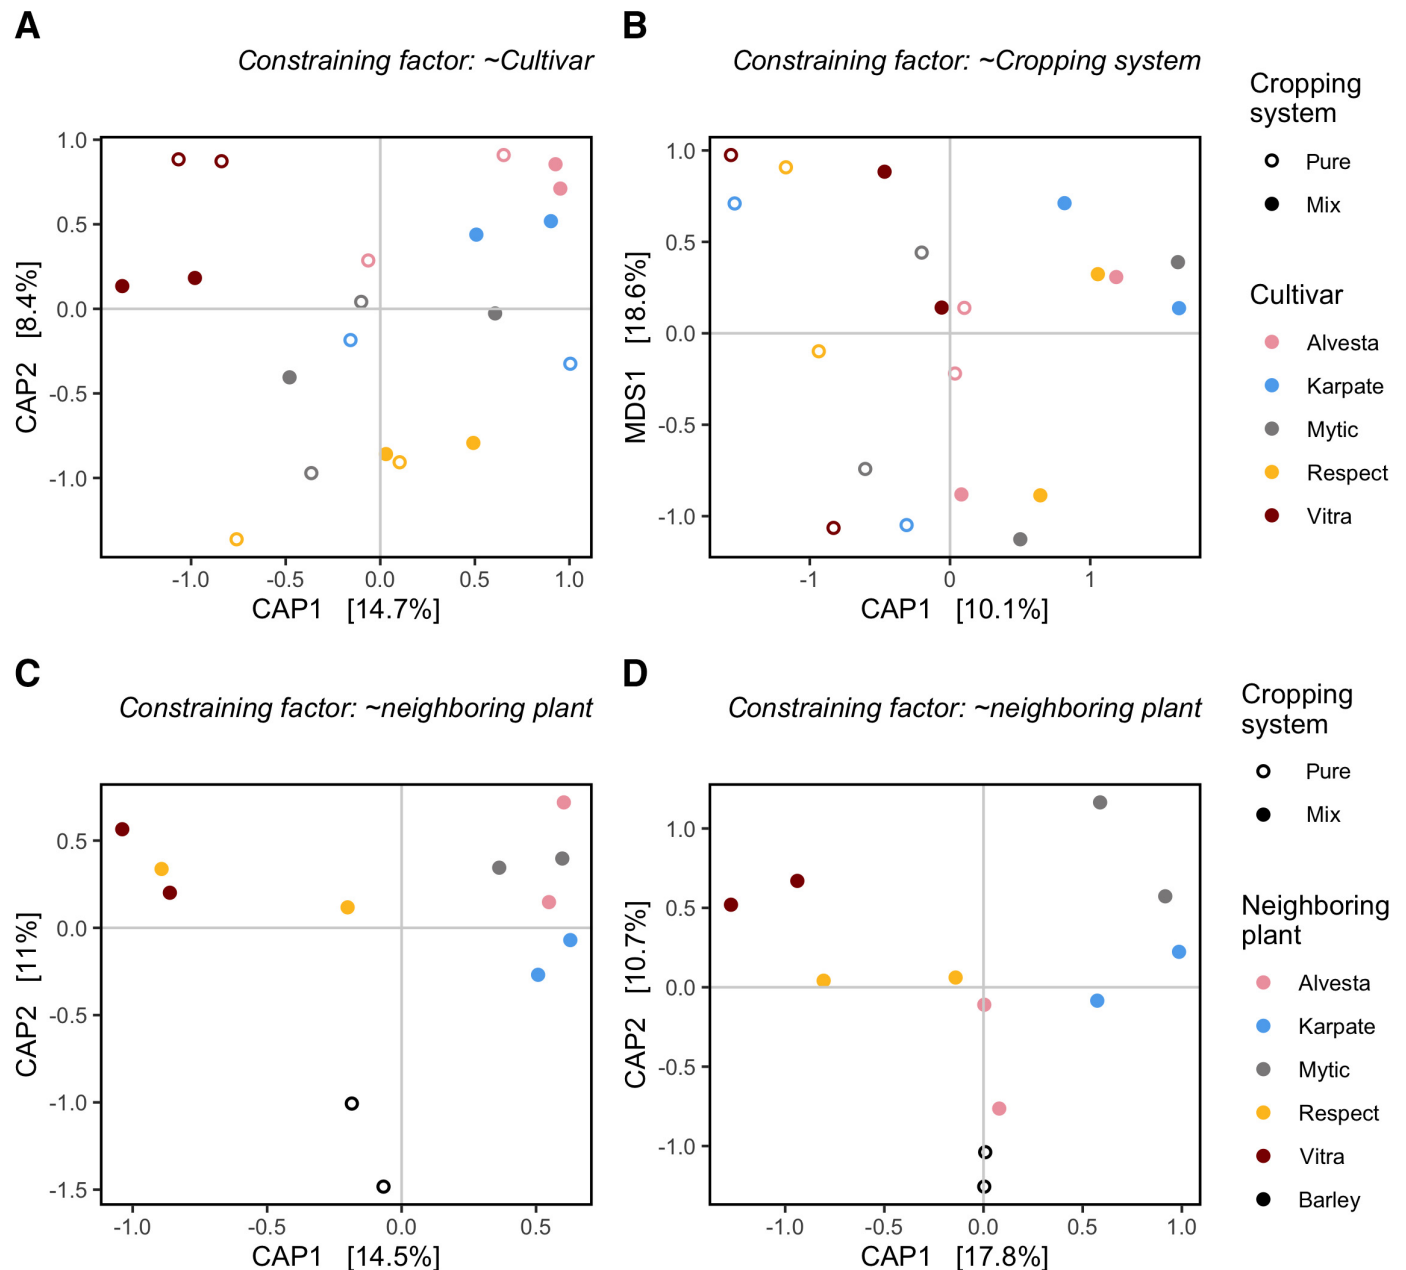 A
Constraining factor: ~Cultivar
1.0
0.5
0.0
-0.5
-1.0
CAP2 [8.4%]
-1.0 -0.5 0.0 0.5 1.0
CAP1 [14.7%]
B
Constraining factor: ~Cropping system
1.0
0.5
0.0
-0.5
-1.0
MDS1 [18.6%]
-1 0 1
CAP1 [10.1%]
Cropping
system
Pure
Mix
Cultivar
Alvesta
Karpate
Mytic
Respect
Vitra
C
Constraining factor: ~neighboring plant
0.5
0.0
-0.5
-1.0
-1.5
CAP2 [11%]
-1.0 -0.5 0.0 0.5
CAP1 [14.5%]
D
Constraining factor: ~neighboring plant
1.0
0.5
0.0
-0.5
-1.0
CAP2 [10.7%]
-1.0 -0.5 0.0 0.5 1.0
CAP1 [17.8%]
Cropping
system
Pure
Mix
Neighboring
plant
Alvesta
Karpate
Mytic
Respect
Vitra
Barley